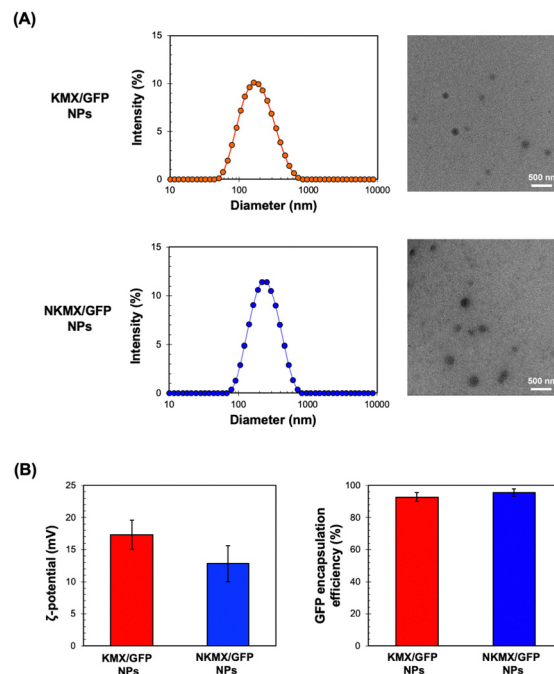 (A)
KMX/GFP
NPs
Intensity (%)
15
10
5
0
10
100
1000
10000
Diameter (nm)
500 nm
NKMX/GFP
NPs
Intensity (%)
15
10
5
0
10
100
1000
10000
Diameter (nm)
500 nm
(B)
ζ-potential (mV)
25
20
15
10
5
0
KMX/GFP
NPs
NKMX/GFP
NPs
GFP encapsulation
efficiency (%)
100
80
60
40
20
0
KMX/GFP
NPs
NKMX/GFP
NPs